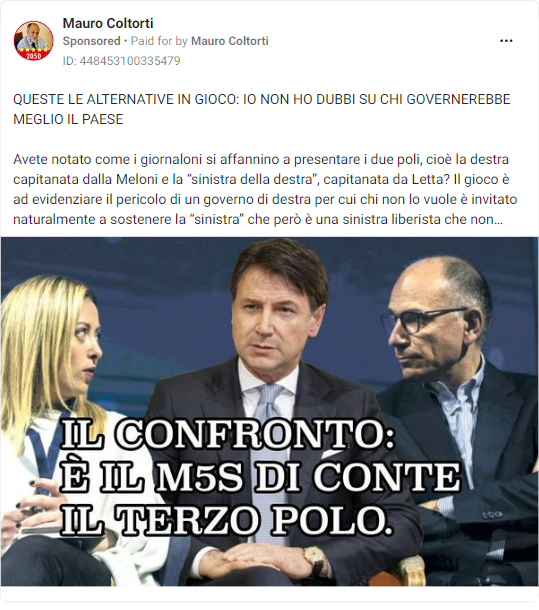 Mauro Coltorti
Sponsored • Paid for by Mauro Coltorti
ID: 448453100335479
2050
QUESTE LE ALTERNATIVE IN GIOCO: IO NON HO DUBBI SU CHI GOVERNEREBBE
MEGLIO IL PAESE
Avete notato come i giornaloni si affannino a presentare i due poli, cioè la destra
capitanata dalla Meloni e la “sinistra della destra”, capitanata da Letta? Il gioco è
ad evidenziare il pericolo di un governo di destra per cui chi non lo vuole è invitato
naturalmente a sostenere la “sinistra” che però è una sinistra liberista che non...
IL CONFRONTO:
È IL M5S DI CONTE
IL TERZO POLO.